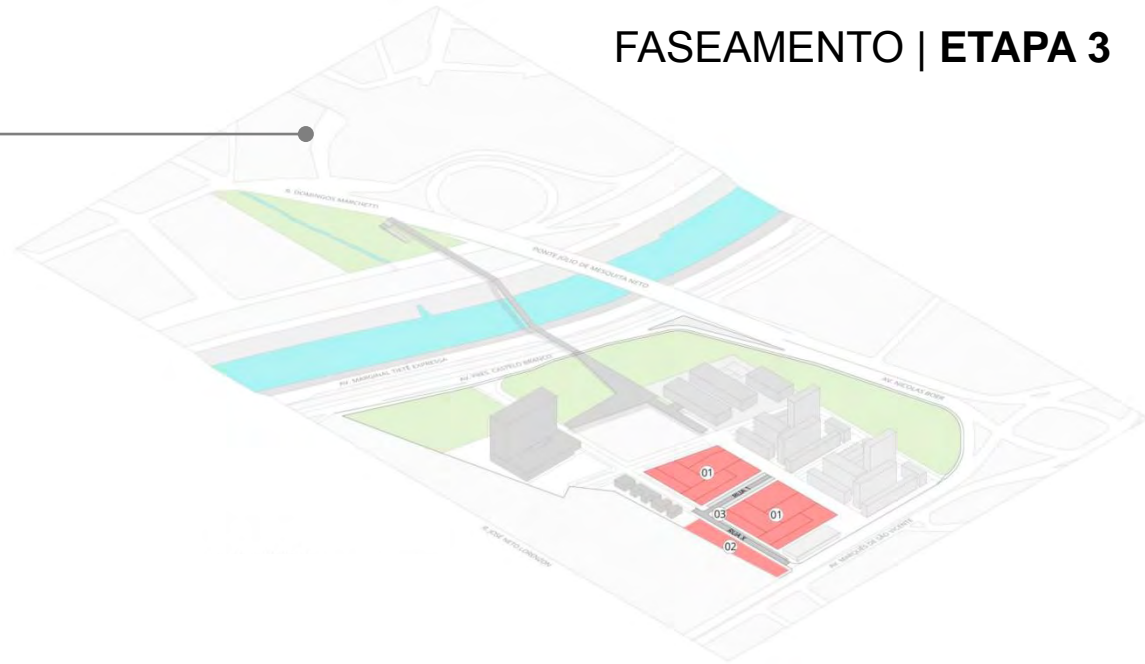 FASEAMENTO | ETAPA 3
R. DOMINGOS MARCHETTI
PONTE JÚLIO DE MESQUITA NETO
AV. MARGINAL TIETÊ EXPRESSA
AV. PRES. CASTELO BRANCO
AV. NICOLAS BOER
01
RUA 1
03
01
RUA X
02
AV. MARQUÊS DE SÃO VICENTE
R. JOSÉ NETO LORENZON